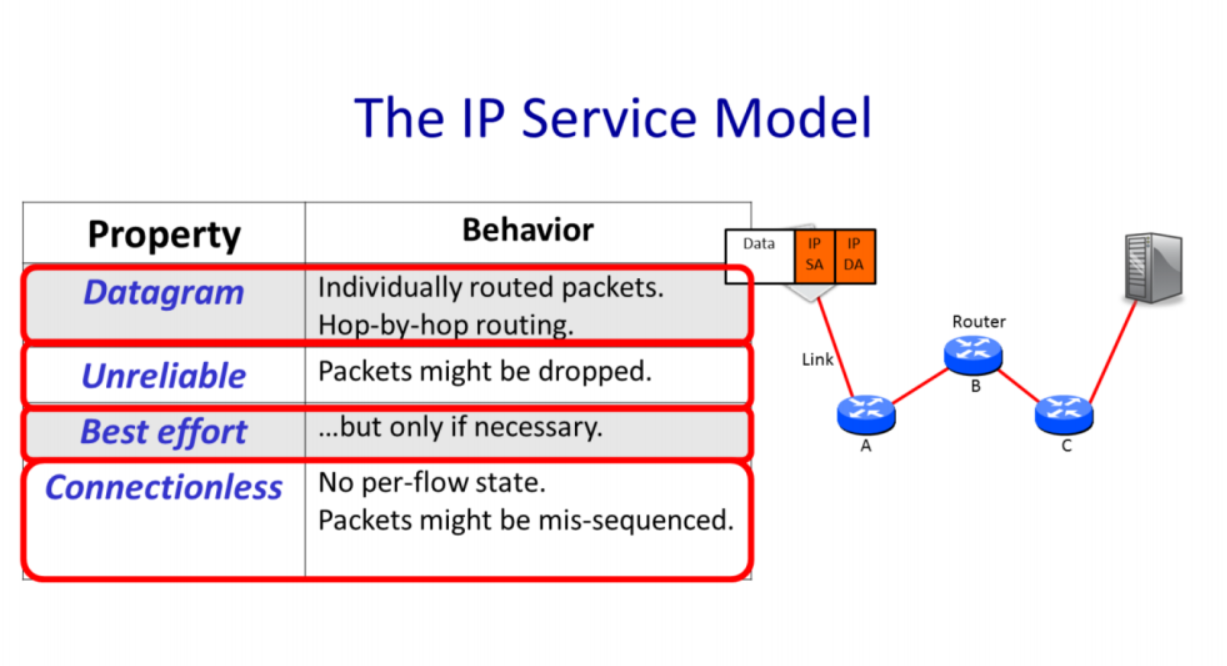 The IP Service Model
Property
Behavior
Datagram
Individually routed packets.
Hop-by-hop routing.
Unreliable
Packets might be dropped.
Best effort
...but only if necessary.
Connectionless
No per-flow state.
Packets might be mis-sequenced.
Data
IP
SA
IP
DA
Link
Router
B
A
C